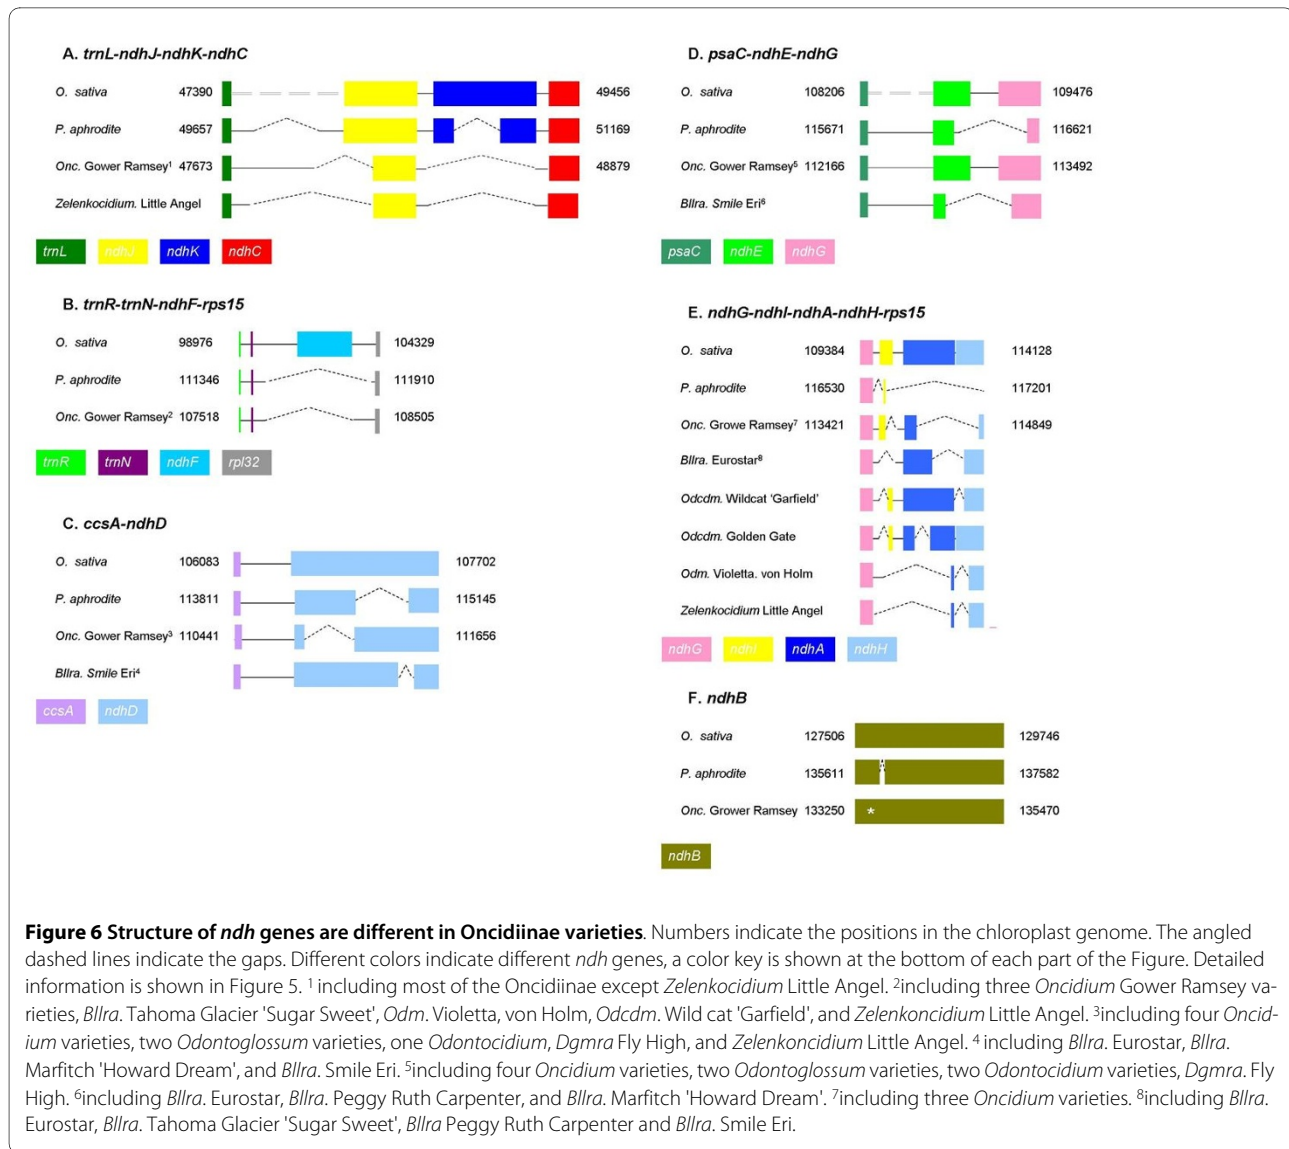 A. trnL-ndhJ-ndhK-ndhC
O. sativa 47390 49456
P. aphrodite 49657 51169
Onc. Gower Ramsey¹ 47673 48879
Zelenkocidium. Little Angel
trnL ndhJ ndhK ndhC
B. trnR-trnN-ndhF-rps15
O. sativa 98976 104329
P. aphrodite 111346 111910
Onc. Gower Ramsey² 107518 108505
trnR trnN ndhF rpl32
C. ccsA-ndhD
O. sativa 106083 107702
P. aphrodite 113811 115145
Onc. Gower Ramsey³ 110441 111656
Bllra. Smile Eri⁴
ccsA ndhD
D. psaC-ndhE-ndhG
O. sativa 108206 109476
P. aphrodite 115671 116621
Onc. Gower Ramsey⁵ 112166 113492
Bllra. Smile Eri⁶
psaC ndhE ndhG
E. ndhG-ndhI-ndhA-ndhH-rps15
O. sativa 109384 114128
P. aphrodite 116530 117201
Onc. Growe Ramsey⁷ 113421 114849
Bllra. Eurostar⁸
Odcdm. Wildcat ‘Garfield’
Odcdm. Golden Gate
Odm. Violetta. von Holm
Zelenkocidium Little Angel
ndhG ndhI ndhA ndhH
F. ndhB
O. sativa 127506 129746
P. aphrodite 135611 137582
Onc. Grower Ramsey 133250 * 135470
ndhB
Figure 6 Structure of ndh genes are different in Oncidiinae varieties. Numbers indicate the positions in the chloroplast genome. The angled
dashed lines indicate the gaps. Different colors indicate different ndh genes, a color key is shown at the bottom of each part of the Figure. Detailed
information is shown in Figure 5. ¹ including most of the Oncidiinae except Zelenkocidium Little Angel. ²including three Oncidium Gower Ramsey va-
rieties, Bllra. Tahoma Glacier 'Sugar Sweet', Odm. Violetta, von Holm, Odcdm. Wild cat 'Garfield', and Zelenkoncidium Little Angel. ³including four Oncid-
ium varieties, two Odontoglossum varieties, one Odontocidium, Dgmra Fly High, and Zelenkoncidium Little Angel. ⁴ including Bllra. Eurostar, Bllra.
Marfitch 'Howard Dream', and Bllra. Smile Eri. ⁵including four Oncidium varieties, two Odontoglossum varieties, two Odontocidium varieties, Dgmra. Fly
High. ⁶including Bllra. Eurostar, Bllra. Peggy Ruth Carpenter, and Bllra. Marfitch 'Howard Dream'. ⁷including three Oncidium varieties. ⁸including Bllra.
Eurostar, Bllra. Tahoma Glacier 'Sugar Sweet', Bllra Peggy Ruth Carpenter and Bllra. Smile Eri.